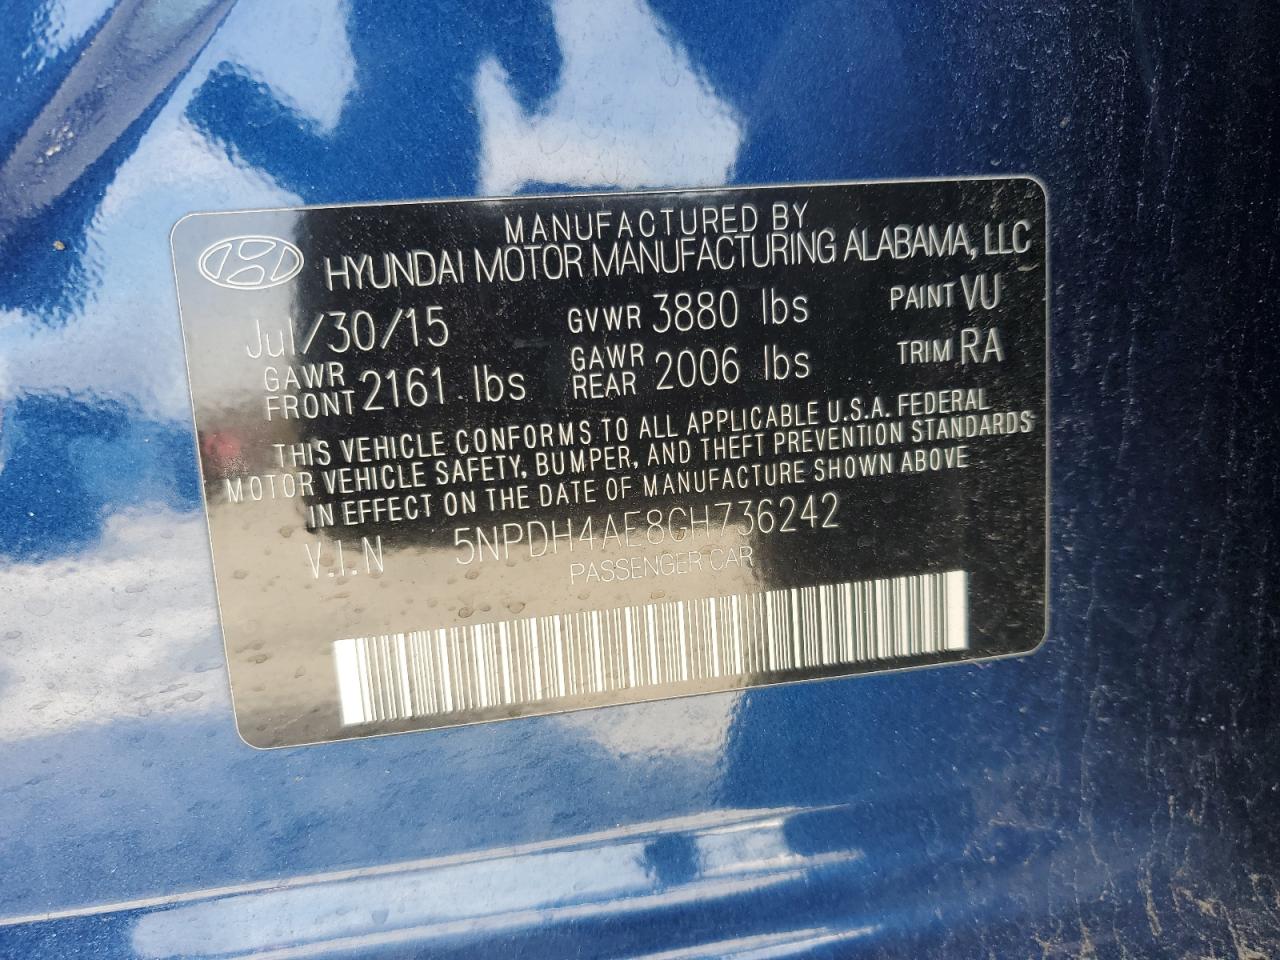 MANUFACTURED BY
HYUNDAI MOTOR MANUFACTURING ALABAMA, LLC
Jul/30/15 GVWR 3880 lbs PAINT VU
GAWR FRONT 2161 lbs GAWR REAR 2006 lbs TRIM RA
THIS VEHICLE CONFORMS TO ALL APPLICABLE U.S.A. FEDERAL
MOTOR VEHICLE SAFETY, BUMPER, AND THEFT PREVENTION STANDARDS
IN EFFECT ON THE DATE OF MANUFACTURE SHOWN ABOVE
V.I.N 5NPDH4AE8GH736242
PASSENGER CAR